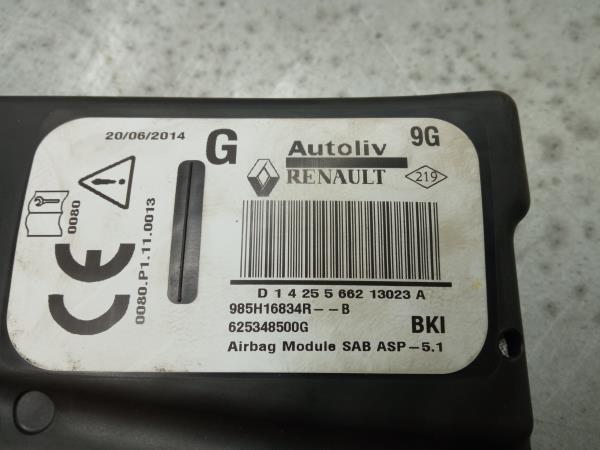 20/06/2014
G
Autoliv
9G
RENAULT
219
0080
0080.P1.11.0013
CE
D 1 4 25 5 662 13023 A
985H16834R--B
625348500G
BKI
Airbag Module SAB ASP-5.1